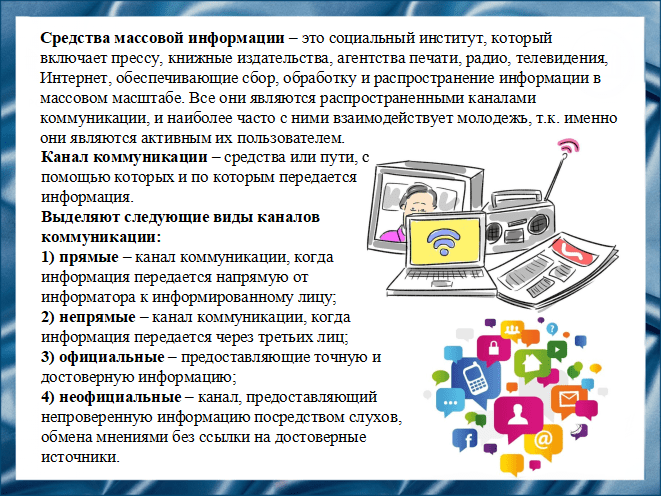 Средства массовой информации – это социальный институт, который
включает прессу, книжные издательства, агентства печати, радио, телевидения,
Интернет, обеспечивающие сбор, обработку и распространение информации в
массовом масштабе. Все они являются распространенными каналами
коммуникации, и наиболее часто с ними взаимодействует молодежь, т.к. именно
они являются активным их пользователем.
Канал коммуникации – средства или пути, с
помощью которых и по которым передается
информация.
Выделяют следующие виды каналов
коммуникации:
1) прямые – канал коммуникации, когда
информация передается напрямую от
информатора к информированному лицу;
2) непрямые – канал коммуникации, когда
информация передается через третьих лиц;
3) официальные – предоставляющие точную и
достоверную информацию;
4) неофициальные – канал, предоставляющий
непроверенную информацию посредством слухов,
обмена мнениями без ссылки на достоверные
источники.